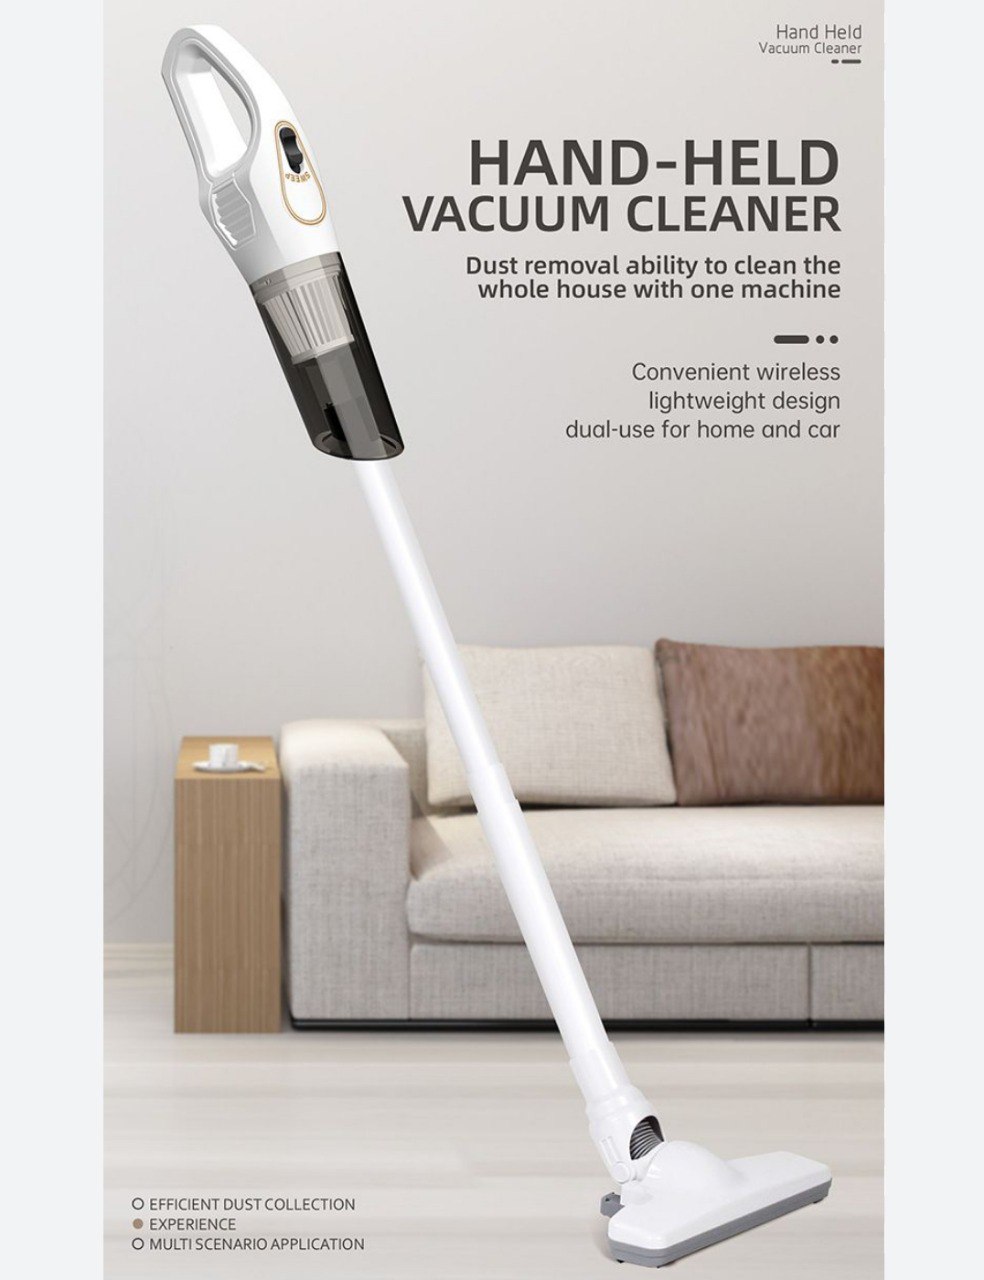 Hand Held
Vacuum Cleaner
HAND-HELD
VACUUM CLEANER
Dust removal ability to clean the
whole house with one machine
Convenient wireless
lightweight design
dual-use for home and car
SWEEP
EFFICIENT DUST COLLECTION
EXPERIENCE
MULTI SCENARIO APPLICATION